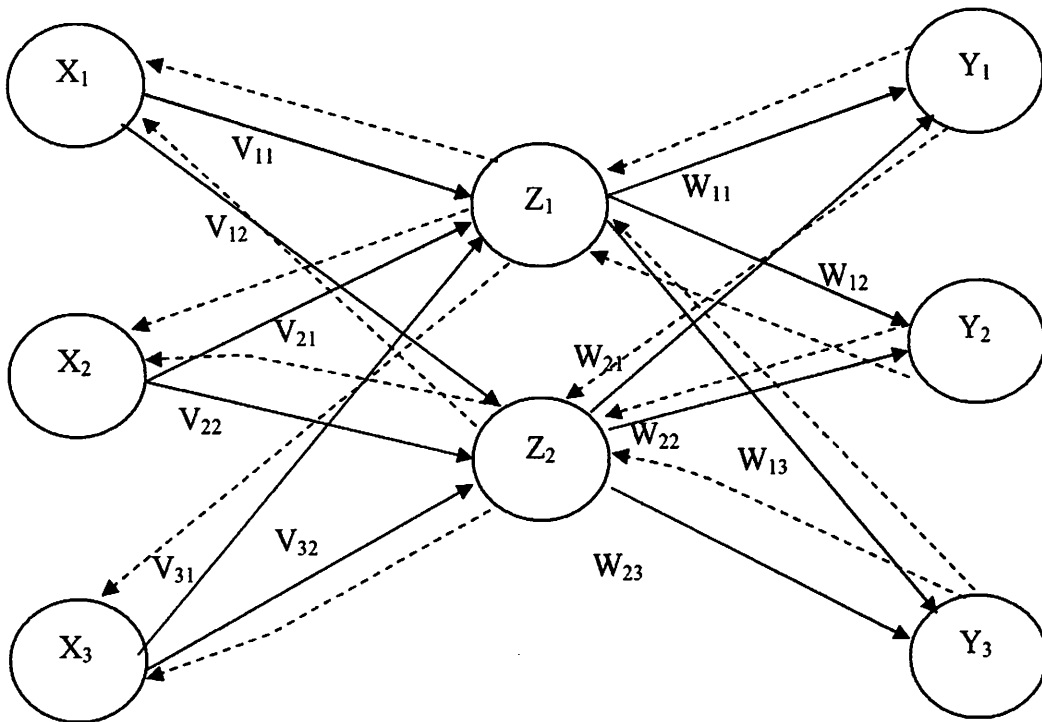 X₁
Y₁
V₁₁
Z₁
W₁₁
V₁₂
W₁₂
X₂
V₂₁
W₂₁
Y₂
V₂₂
Z₂
W₂₂
W₁₃
V₃₁
V₃₂
W₂₃
X₃
Y₃